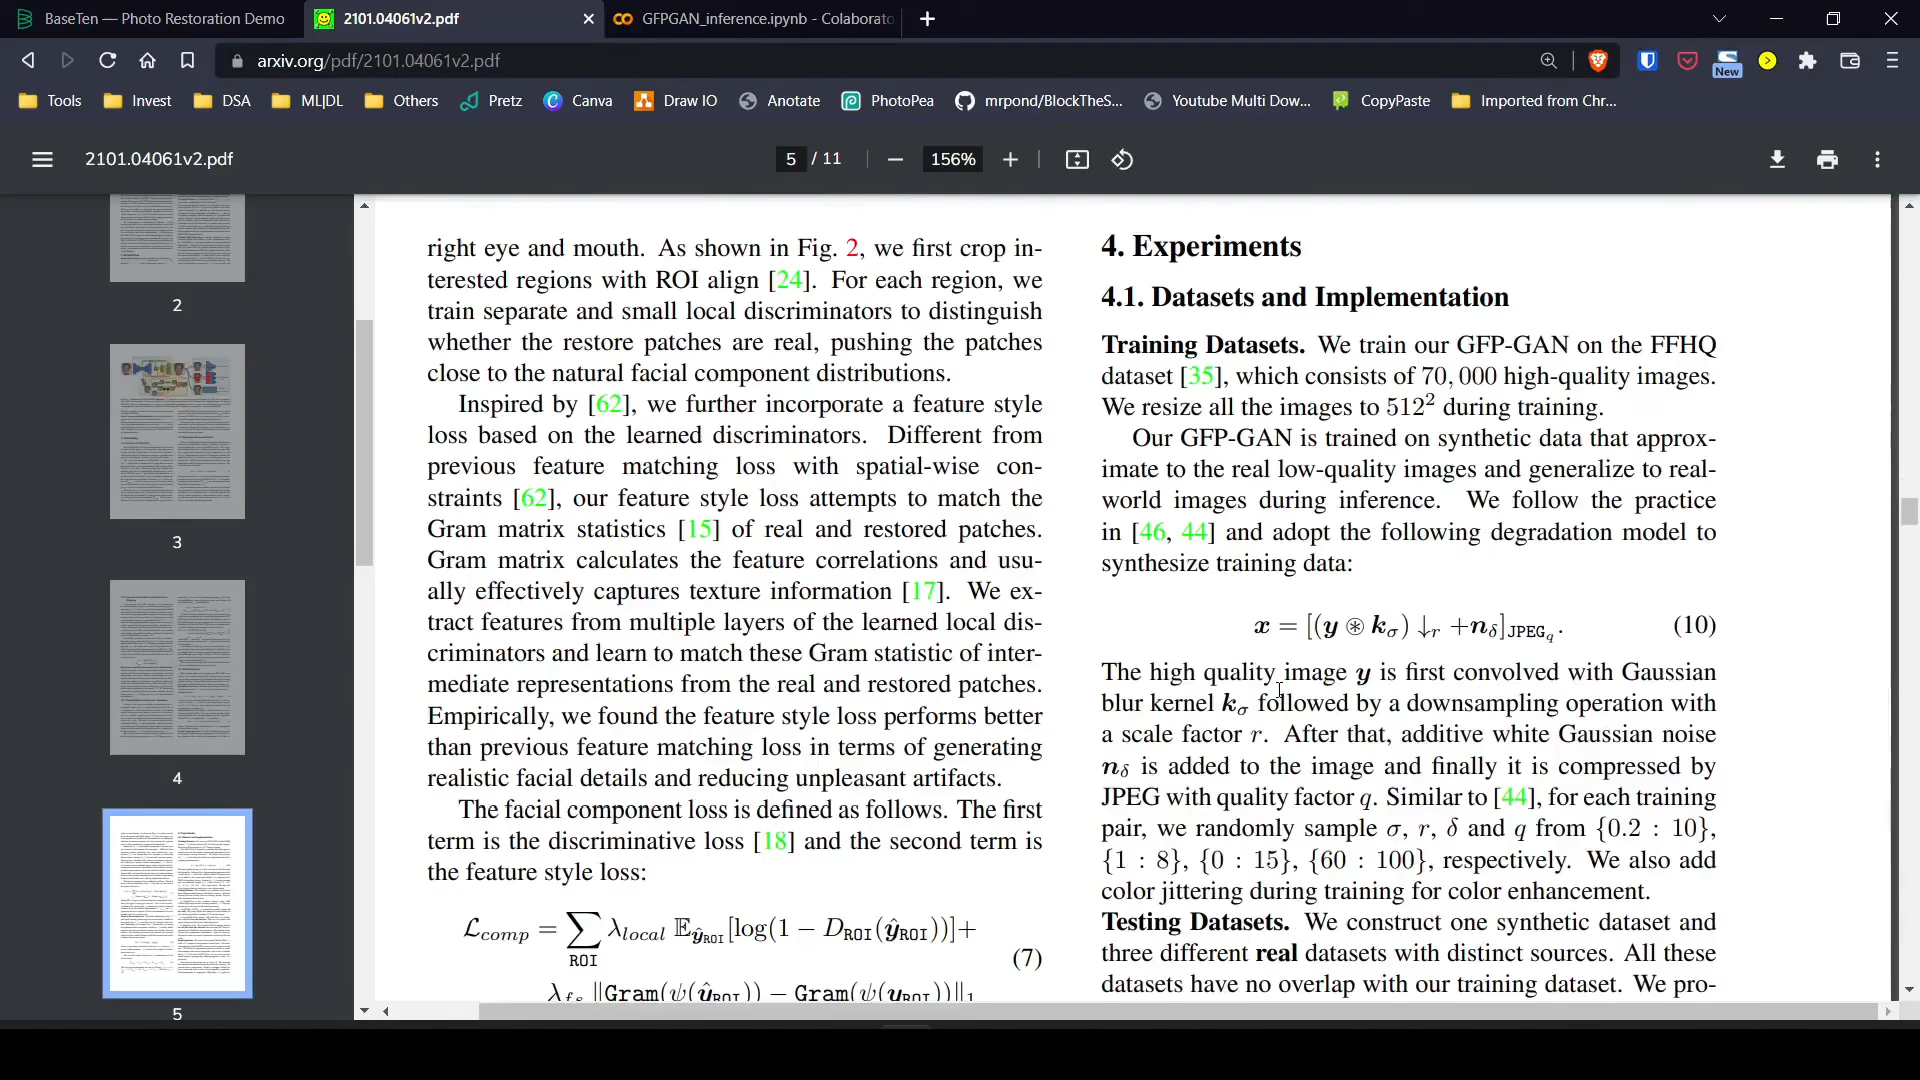 BaseTen — Photo Restoration Demo
2101.04061v2.pdf
GFPGAN_inference.ipynb - Colaborato
arxiv.org/pdf/2101.04061v2.pdf
New
Tools
Invest
DSA
ML|DL
Others
Pretz
Canva
Draw IO
Anotate
PhotoPea
mrpond/BlockTheS...
Youtube Multi Dow...
CopyPaste
Imported from Chr...
2101.04061v2.pdf
5 / 11
156%
2
3
4
5
right eye and mouth. As shown in Fig. 2, we first crop in-
terested regions with ROI align [24]. For each region, we
train separate and small local discriminators to distinguish
whether the restore patches are real, pushing the patches
close to the natural facial component distributions.
Inspired by [62], we further incorporate a feature style
loss based on the learned discriminators. Different from
previous feature matching loss with spatial-wise con-
straints [62], our feature style loss attempts to match the
Gram matrix statistics [15] of real and restored patches.
Gram matrix calculates the feature correlations and usu-
ally effectively captures texture information [17]. We ex-
tract features from multiple layers of the learned local dis-
criminators and learn to match these Gram statistic of inter-
mediate representations from the real and restored patches.
Empirically, we found the feature style loss performs better
than previous feature matching loss in terms of generating
realistic facial details and reducing unpleasant artifacts.
The facial component loss is defined as follows. The first
term is the discriminative loss [18] and the second term is
the feature style loss:
𝓛comp = ∑ROI λlocal 𝔼ŷROI[log(1 − DROI(ŷROI))]+
(7)
λfs ‖Gram(ψ(ŷROI)) − Gram(ψ(yROI))‖1
4. Experiments
4.1. Datasets and Implementation
Training Datasets. We train our GFP-GAN on the FFHQ
dataset [35], which consists of 70, 000 high-quality images.
We resize all the images to 512² during training.
Our GFP-GAN is trained on synthetic data that approx-
imate to the real low-quality images and generalize to real-
world images during inference. We follow the practice
in [46, 44] and adopt the following degradation model to
synthesize training data:
x = [(y ⊛ kσ) ↓r +nδ]JPEGq. (10)
The high quality image y is first convolved with Gaussian
blur kernel kσ followed by a downsampling operation with
a scale factor r. After that, additive white Gaussian noise
nδ is added to the image and finally it is compressed by
JPEG with quality factor q. Similar to [44], for each training
pair, we randomly sample σ, r, δ and q from {0.2 : 10},
{1 : 8}, {0 : 15}, {60 : 100}, respectively. We also add
color jittering during training for color enhancement.
Testing Datasets. We construct one synthetic dataset and
three different real datasets with distinct sources. All these
datasets have no overlap with our training dataset. We pro-